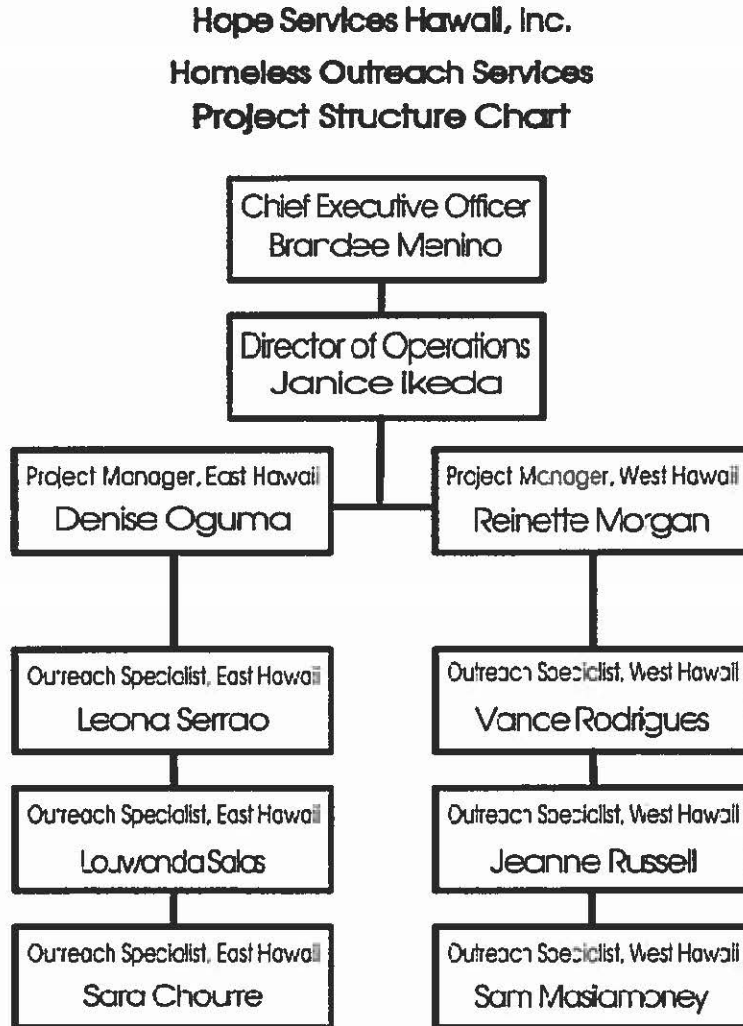 Hope Services Hawaii, Inc.
Homeless Outreach Services
Project Structure Chart
Chief Executive Officer
Brandee Menino
Director of Operations
Janice Ikeda
Project Manager, East Hawaii
Denise Oguma
Project Manager, West Hawaii
Reinette Morgan
Outreach Specialist, East Hawaii
Leona Serrao
Outreach Specialist, West Hawaii
Vance Rodrigues
Outreach Specialist, East Hawaii
Louwanda Salas
Outreach Specialist, West Hawaii
Jeanne Russell
Outreach Specialist, East Hawaii
Sara Chourre
Outreach Specialist, West Hawaii
Sam Masiamoney